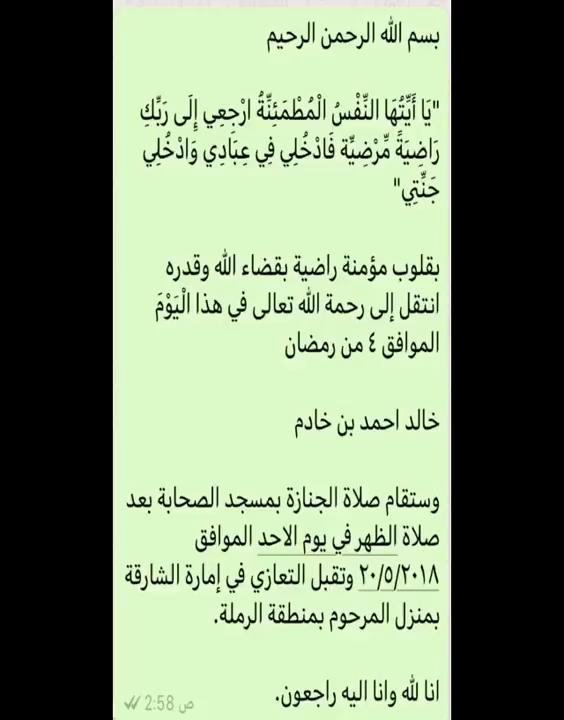 بسم الله الرحمن الرحيم
"يَا أَيَّتُهَا النَّفْسُ الْمُطْمَئِنَّةُ ارْجِعِي إِلَى رَبِّكِ
رَاضِيَةً مَّرْضِيَّة فَادْخُلِي فِي عِبَادِي وَادْخُلِي
جَنَّتِي"
بقلوب مؤمنة راضية بقضاء الله وقدره
انتقل إلى رحمة الله تعالى في هذا الْيَوْمَ
الموافق ٤ من رمضان
خالد احمد بن خادم
وستقام صلاة الجنازة بمسجد الصحابة بعد
صلاة الظهر في يوم الاحد الموافق
٢٠/٥/٢٠١٨ وتقبل التعازي في إمارة الشارقة
بمنزل المرحوم بمنطقة الرملة.
انا لله وانا اليه راجعون.
2:58 ص